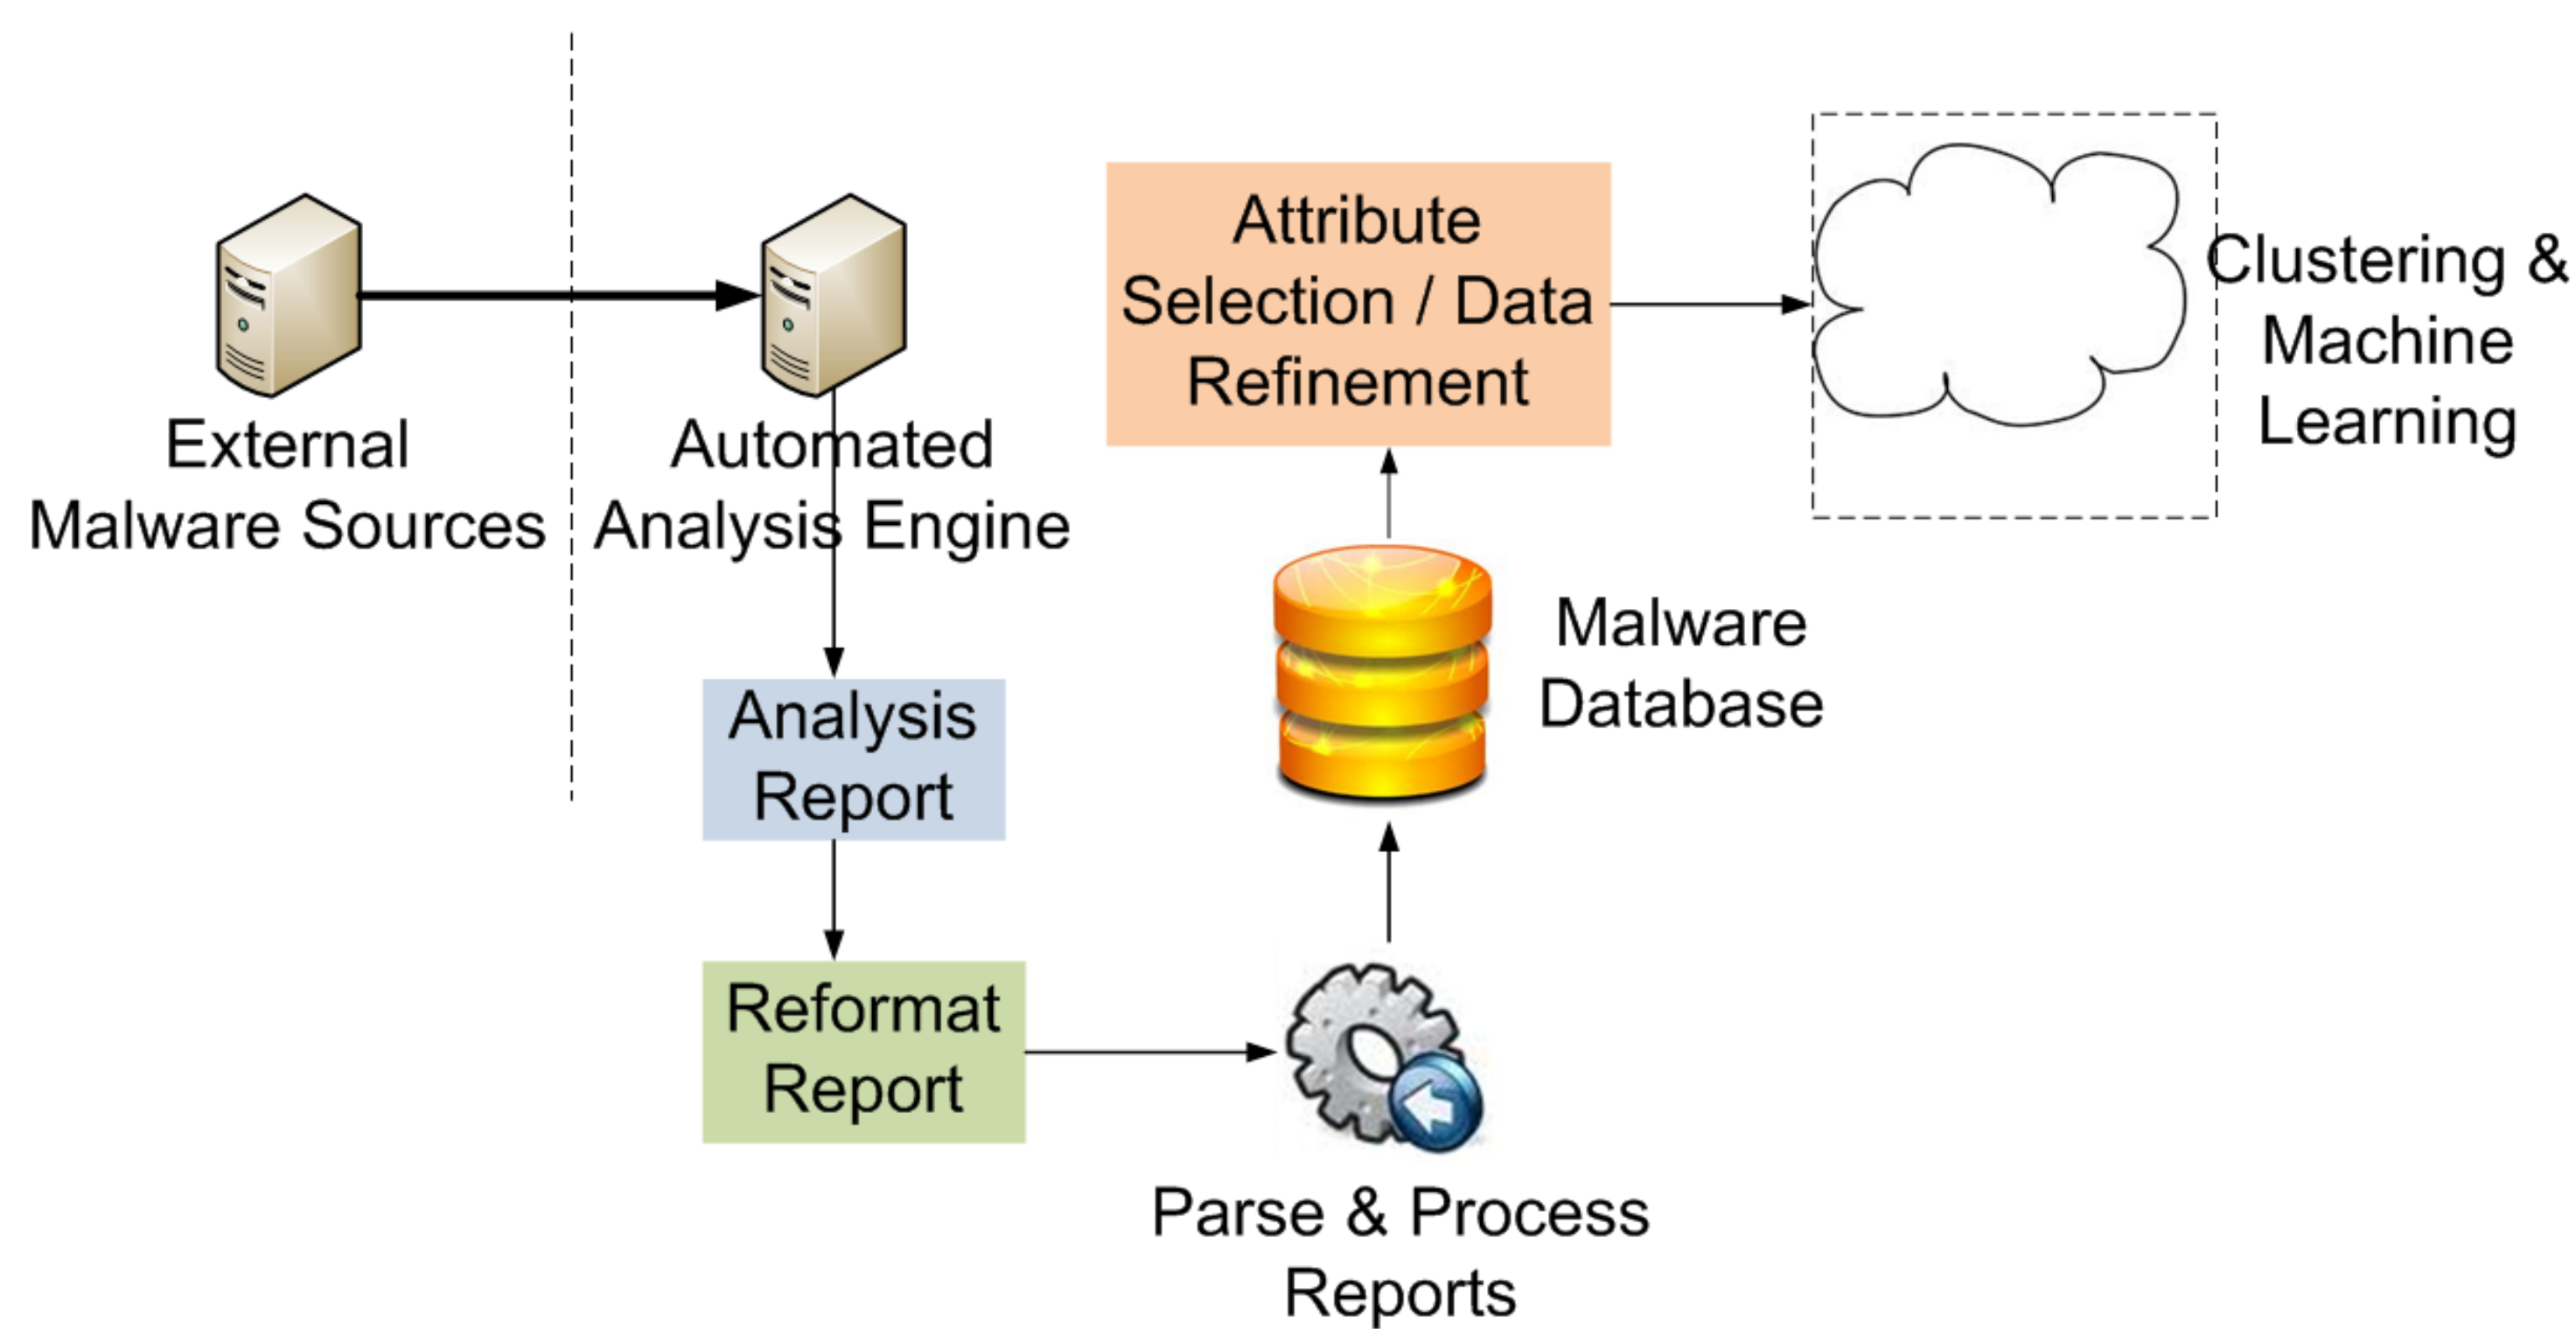 External
Malware Sources
Automated
Analysis Engine
Analysis
Report
Reformat
Report
Parse & Process
Reports
Malware
Database
Attribute
Selection / Data
Refinement
Clustering &
Machine
Learning